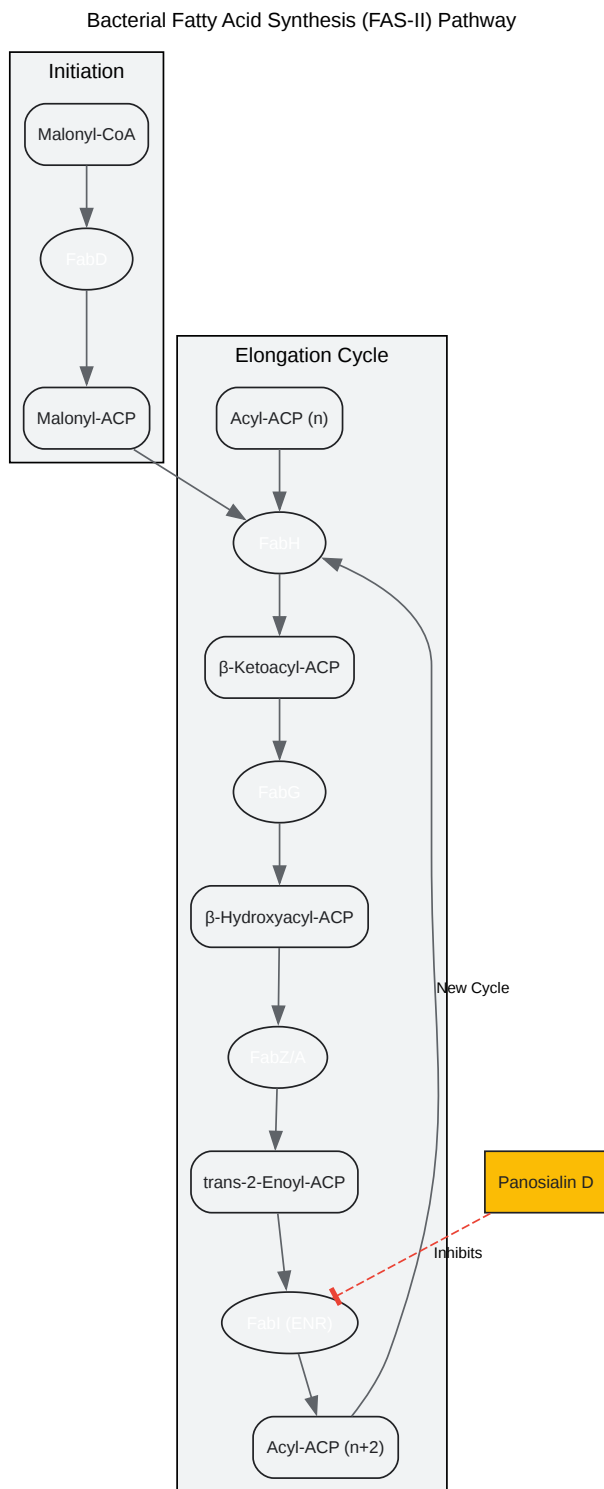 Bacterial Fatty Acid Synthesis (FAS-II) Pathway
Initiation
Malonyl-CoA
FabD
Malonyl-ACP
Elongation Cycle
Acyl-ACP (n)
FabH
β-Ketoacyl-ACP
FabG
β-Hydroxyacyl-ACP
New Cycle
FabZ/A
trans-2-Enoyl-ACP
Panosialin D
Inhibits
FabI (ENR)
Acyl-ACP (n+2)